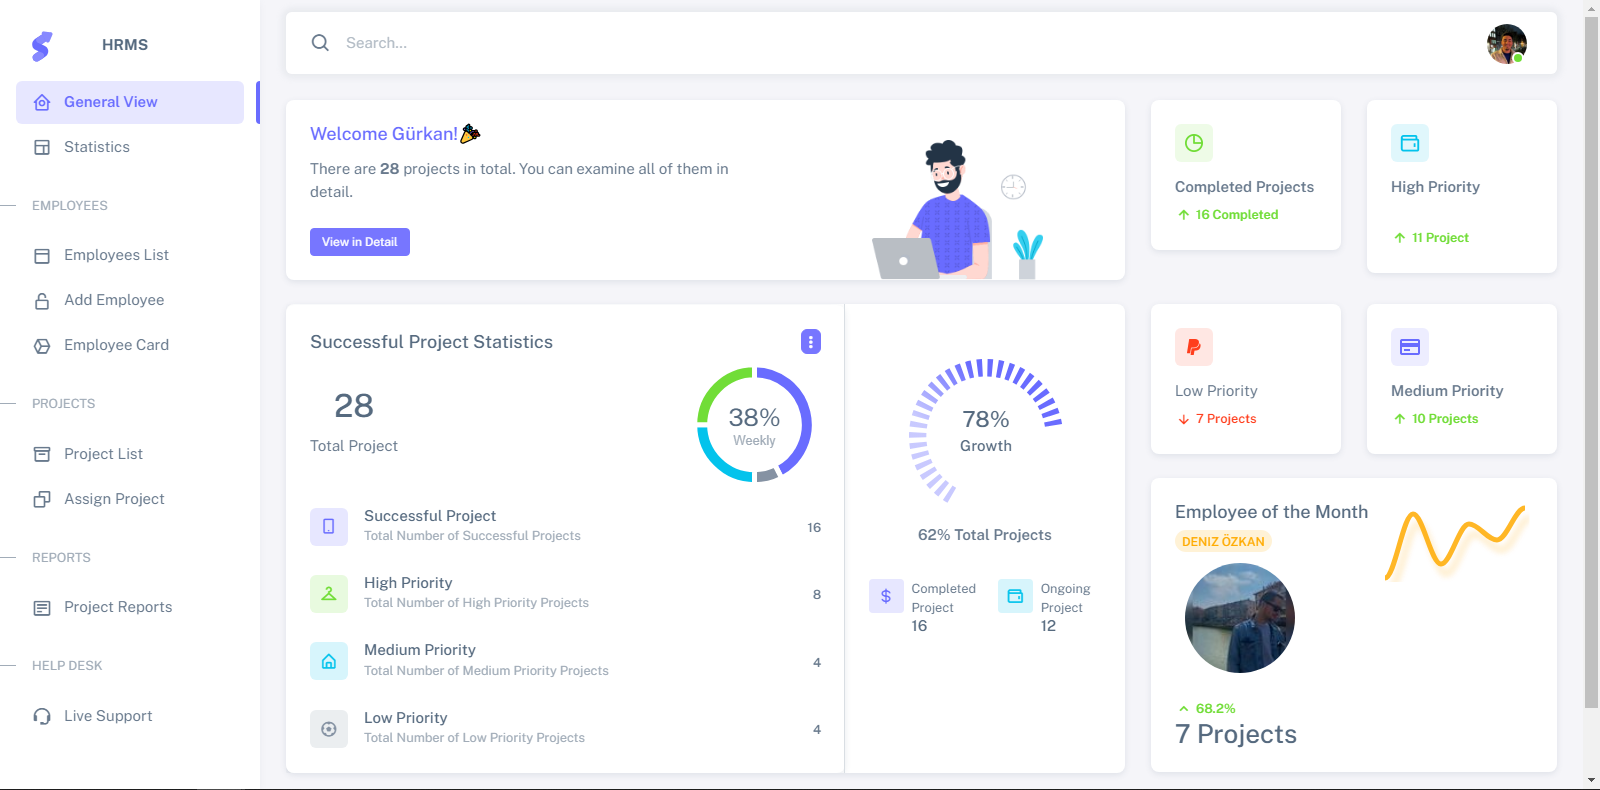 HRMS
General View
Statistics
EMPLOYEES
Employees List
Add Employee
Employee Card
PROJECTS
Project List
Assign Project
REPORTS
Project Reports
HELP DESK
Live Support
Search...
Welcome Gürkan!
There are 28 projects in total. You can examine all of them in
detail.
View in Detail
Completed Projects
16 Completed
High Priority
11 Project
Successful Project Statistics
28
Total Project
38%
Weekly
Successful Project
Total Number of Successful Projects
16
High Priority
Total Number of High Priority Projects
8
Medium Priority
Total Number of Medium Priority Projects
4
Low Priority
Total Number of Low Priority Projects
4
78%
Growth
62% Total Projects
Completed
Project
16
Ongoing
Project
12
Low Priority
7 Projects
Medium Priority
10 Projects
Employee of the Month
DENIZ ÖZKAN
68.2%
7 Projects